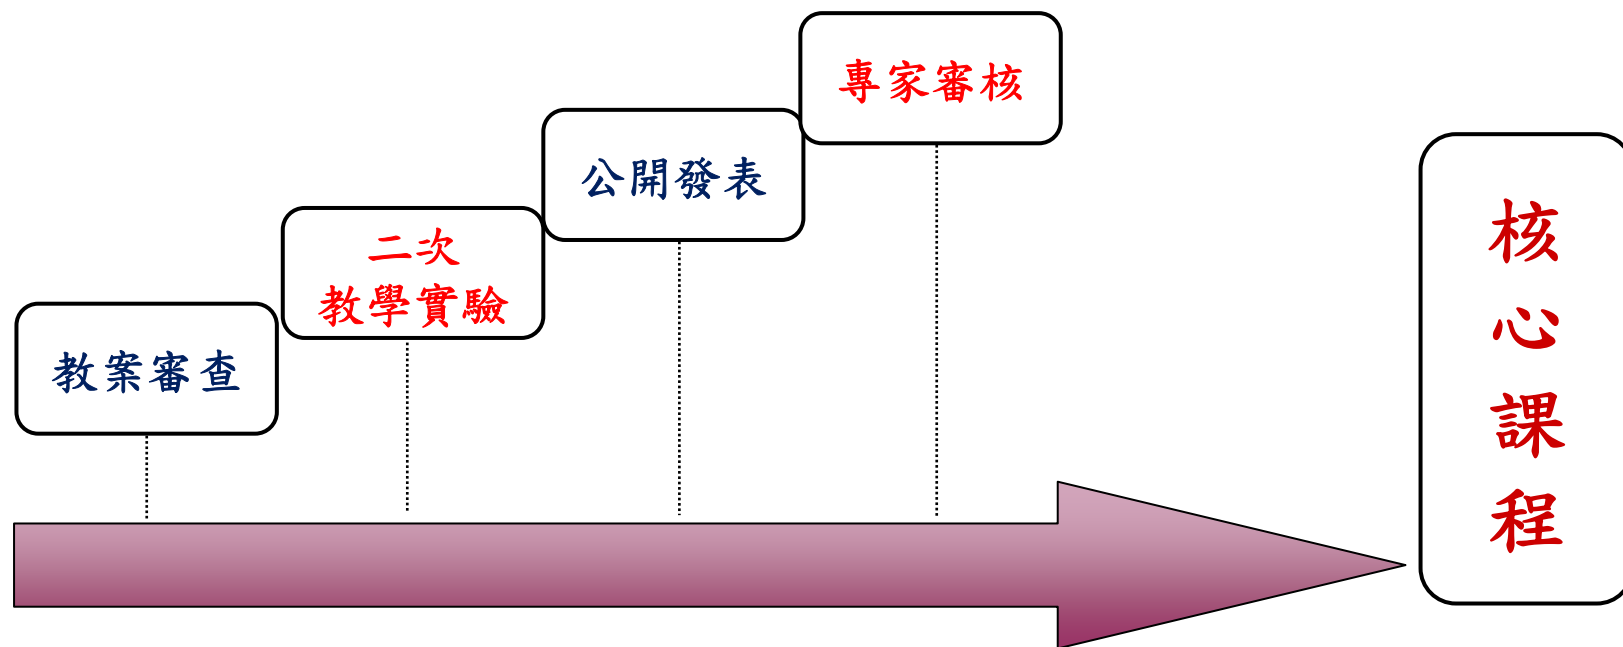 教案審查
二次
教學實驗
公開發表
專家審核
核
心
課
程